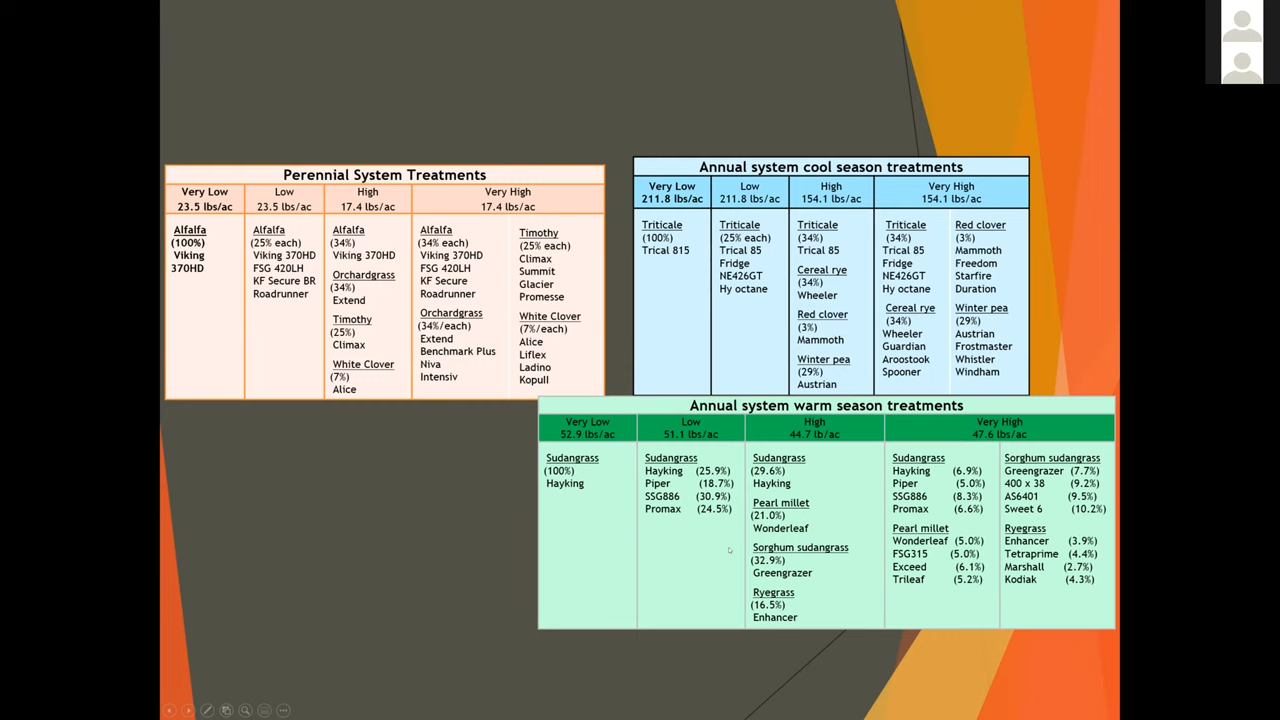 Perennial System Treatments
Very Low
23.5 lbs/ac
Low
23.5 lbs/ac
High
17.4 lbs/ac
Very High
17.4 lbs/ac
Alfalfa
(100%)
Viking
370HD
Alfalfa
(25% each)
Viking 370HD
FSG 420LH
KF Secure BR
Roadrunner
Alfalfa
(34%)
Viking 370HD
Orchardgrass
(34%)
Extend
Timothy
(25%)
Climax
White Clover
(7%)
Alice
Alfalfa
(34% each)
Viking 370HD
FSG 420LH
KF Secure
Roadrunner
Orchardgrass
(34%/each)
Extend
Benchmark Plus
Niva
Intensiv
Timothy
(25% each)
Climax
Summit
Glacier
Promesse
White Clover
(7%/each)
Alice
Liflex
Ladino
KopuII
Annual system cool season treatments
Very Low
211.8 lbs/ac
Low
211.8 lbs/ac
High
154.1 lbs/ac
Very High
154.1 lbs/ac
Triticale
(100%)
Trical 815
Triticale
(25% each)
Trical 85
Fridge
NE426GT
Hy octane
Triticale
(34%)
Trical 85
Cereal rye
(34%)
Wheeler
Red clover
(3%)
Mammoth
Winter pea
(29%)
Austrian
Triticale
(34%)
Trical 85
Fridge
NE426GT
Hy octane
Cereal rye
(34%)
Wheeler
Guardian
Aroostook
Spooner
Red clover
(3%)
Mammoth
Freedom
Starfire
Duration
Winter pea
(29%)
Austrian
Frostmaster
Whistler
Windham
Annual system warm season treatments
Very Low
52.9 lbs/ac
Low
51.1 lbs/ac
High
44.7 lb/ac
Very High
47.6 lbs/ac
Sudangrass
(100%)
Hayking
Sudangrass
Hayking (25.9%)
Piper (18.7%)
SSG886 (30.9%)
Promax (24.5%)
Sudangrass
(29.6%)
Hayking
Pearl millet
(21.0%)
Wonderleaf
Sorghum sudangrass
(32.9%)
Greengrazer
Ryegrass
(16.5%)
Enhancer
Sudangrass
Hayking (6.9%)
Piper (5.0%)
SSG886 (8.3%)
Promax (6.6%)
Pearl millet
Wonderleaf (5.0%)
FSG315 (5.0%)
Exceed (6.1%)
Trileaf (5.2%)
Sorghum sudangrass
Greengrazer (7.7%)
400 x 38 (9.2%)
AS6401 (9.5%)
Sweet 6 (10.2%)
Ryegrass
Enhancer (3.9%)
Tetraprime (4.4%)
Marshall (2.7%)
Kodiak (4.3%)